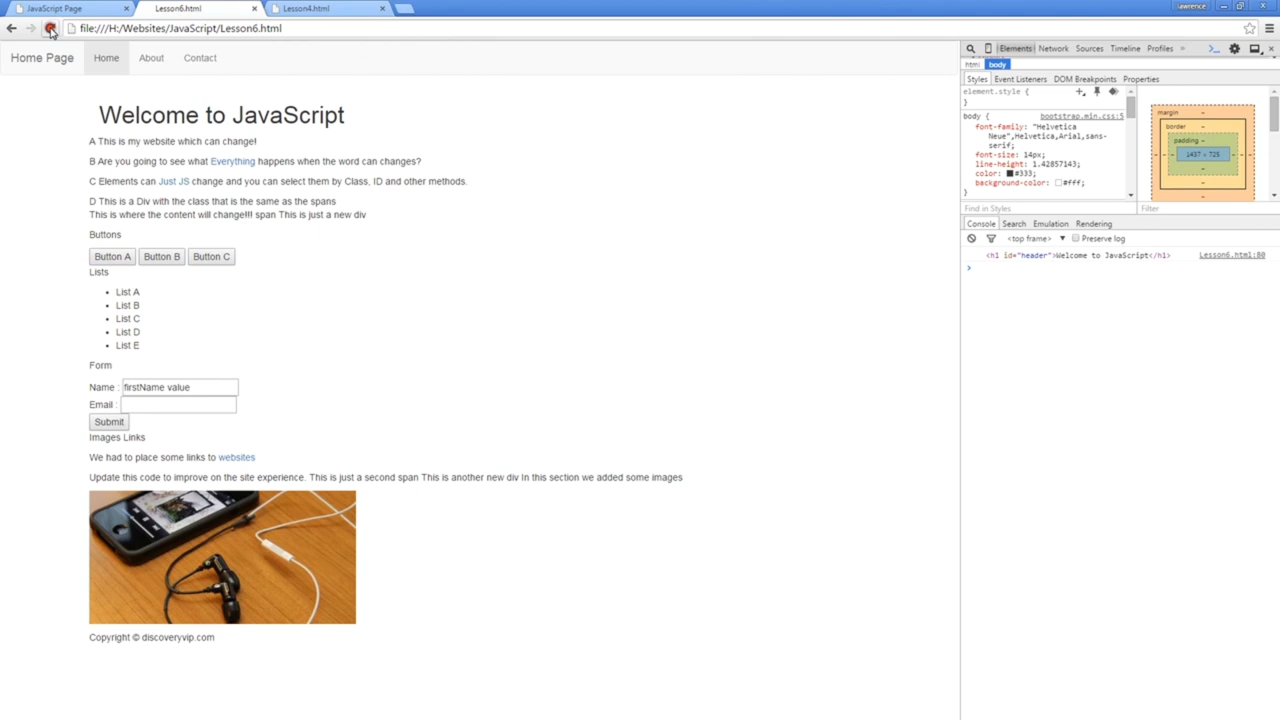 JavaScript Page
Lesson6.html
Lesson4.html
lawrence
file:///H:/Websites/JavaScript/Lesson6.html
Home Page
Home
About
Contact
Welcome to JavaScript
A This is my website which can change!
B Are you going to see what Everything happens when the word can changes?
C Elements can Just JS change and you can select them by Class, ID and other methods.
D This is a Div with the class that is the same as the spans
This is where the content will change!!! span This is just a new div
Buttons
Button A
Button B
Button C
Lists
• List A
• List B
• List C
• List D
• List E
Form
Name : firstName value
Email :
Submit
Images Links
We had to place some links to websites
Update this code to improve on the site experience. This is just a second span This is another new div In this section we added some images
Copyright © discoveryvip.com
Elements Network Sources Timeline Profiles »
html body
Styles Event Listeners DOM Breakpoints Properties
element.style {
}
body { bootstrap.min.css:5
font-family: "Helvetica
Neue",Helvetica,Arial,sans-
serif;
font-size: 14px;
line-height: 1.42857143;
color: #333;
background-color: #fff;
}
margin –
border –
padding –
1437 × 725
Find in Styles
Filter
Console Search Emulation Rendering
<top frame> ▼ Preserve log
<h1 id="header">Welcome to JavaScript</h1> Lesson6.html:80
>